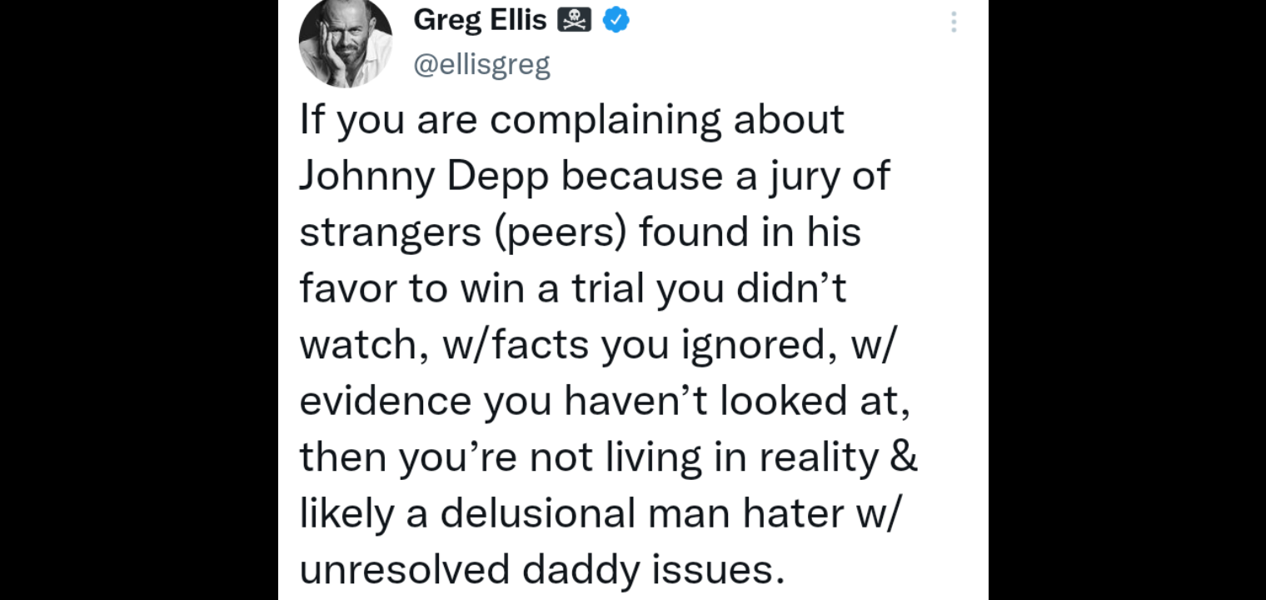 Greg Ellis ☠️ 
@ellisgreg
If you are complaining about
Johnny Depp because a jury of
strangers (peers) found in his
favor to win a trial you didn’t
watch, w/facts you ignored, w/
evidence you haven’t looked at,
then you’re not living in reality &
likely a delusional man hater w/
unresolved daddy issues.